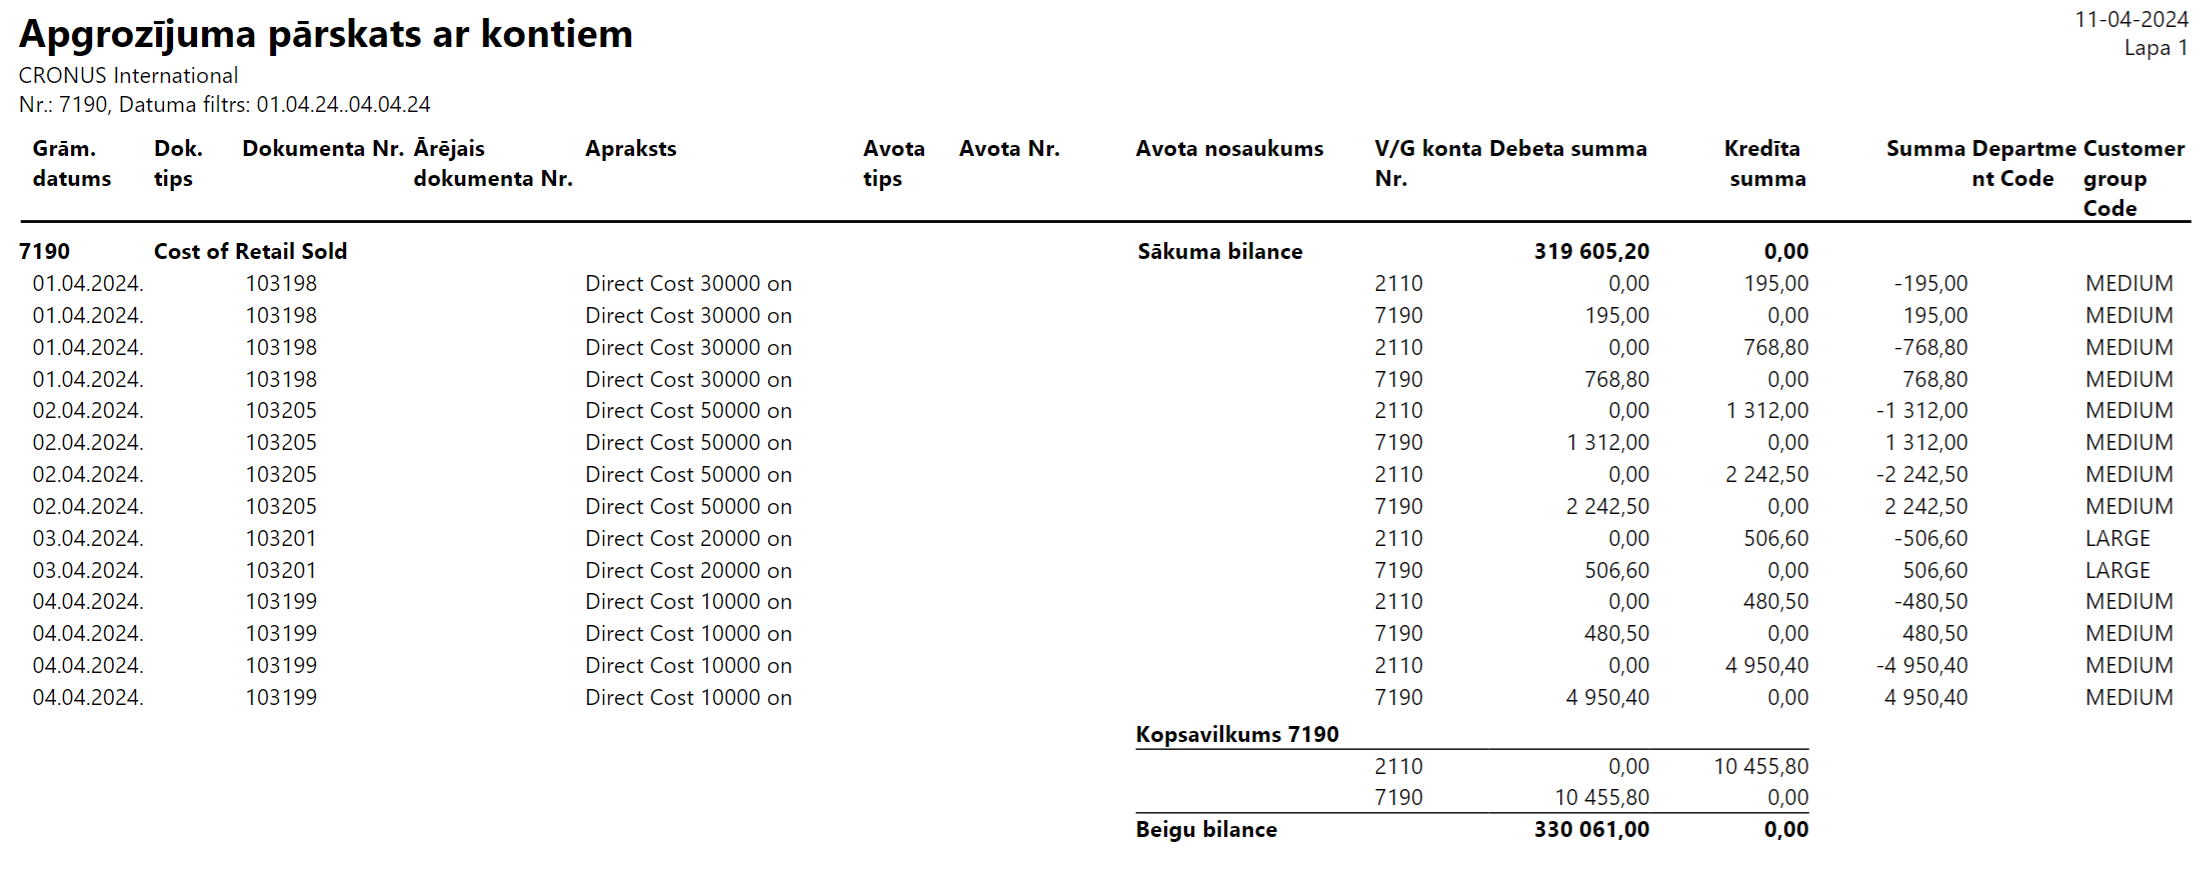 Apgrozījuma pārskats ar kontiem
11-04-2024
Lapa 1
CRONUS International
Nr.: 7190, Datuma filtrs: 01.04.24..04.04.24
Grām. Dok. Dokumenta Nr. Ārējais Apraksts Avota Avota Nr. Avota nosaukums V/G konta Debeta summa Kredīta Summa Departme Customer
datums tips dokumenta Nr. tips Nr. summa nt Code group
Code
7190 Cost of Retail Sold Sākuma bilance 319 605,20 0,00
01.04.2024. 103198 Direct Cost 30000 on 2110 0,00 195,00 -195,00 MEDIUM
01.04.2024. 103198 Direct Cost 30000 on 7190 195,00 0,00 195,00 MEDIUM
01.04.2024. 103198 Direct Cost 30000 on 2110 0,00 768,80 -768,80 MEDIUM
01.04.2024. 103198 Direct Cost 30000 on 7190 768,80 0,00 768,80 MEDIUM
02.04.2024. 103205 Direct Cost 50000 on 2110 0,00 1 312,00 -1 312,00 MEDIUM
02.04.2024. 103205 Direct Cost 50000 on 7190 1 312,00 0,00 1 312,00 MEDIUM
02.04.2024. 103205 Direct Cost 50000 on 2110 0,00 2 242,50 -2 242,50 MEDIUM
02.04.2024. 103205 Direct Cost 50000 on 7190 2 242,50 0,00 2 242,50 MEDIUM
03.04.2024. 103201 Direct Cost 20000 on 2110 0,00 506,60 -506,60 LARGE
03.04.2024. 103201 Direct Cost 20000 on 7190 506,60 0,00 506,60 LARGE
04.04.2024. 103199 Direct Cost 10000 on 2110 0,00 480,50 -480,50 MEDIUM
04.04.2024. 103199 Direct Cost 10000 on 7190 480,50 0,00 480,50 MEDIUM
04.04.2024. 103199 Direct Cost 10000 on 2110 0,00 4 950,40 -4 950,40 MEDIUM
04.04.2024. 103199 Direct Cost 10000 on 7190 4 950,40 0,00 4 950,40 MEDIUM
Kopsavilkums 7190
2110 0,00 10 455,80
7190 10 455,80 0,00
Beigu bilance 330 061,00 0,00